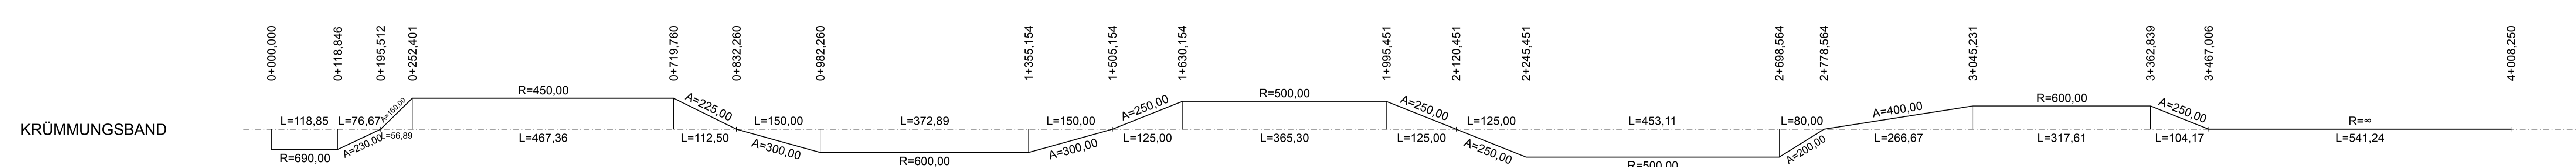 0+000,000 0+118,846 0+195,512 0+252,401 0+719,760 0+832,260 0+982,260 1+355,154 1+505,154 1+630,154 1+995,451 2+120,451 2+245,451 2+698,564 2+778,564 3+045,231 3+362,839 3+467,006 4+008,250
R=450,00 A=225,00 A=250,00 R=500,00 A=250,00 A=400,00 R=600,00 A=250,00
A=160,00
L=118,85 L=76,67 L=150,00 L=372,89 L=150,00 L=125,00 L=453,11 L=80,00 R=∞
KRÜMMUNGSBAND
L=56,89 L=467,36 L=112,50 L=125,00 L=365,30 L=125,00 L=266,67 L=317,61 L=104,17 L=541,24
R=690,00 A=230,00 A=300,00 R=600,00 A=300,00 A=250,00 R=500,00 A=200,00